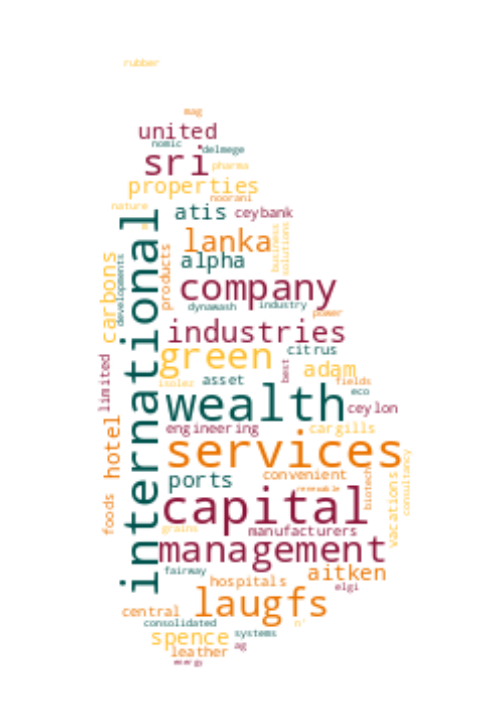 rubber
mag
united
nomic
delmege
sri
pharma
properties
noorani
nature
atis
ceybank
international
lanka
business
solutions
alpha
carbons
developments
products
company
dynawash
industry
power
industries
green
citrus
best
adam
asset
fields
eco
limited
wealth
ceylon
hotel
engineering
cargills
services
convenient
biotech
consultancy
vacations
ports
renewable
capital
foods
grains
manufacturers
management
fairway
aitken
hospitals
elgi
laugfs
central
consolidated
n'
spence
systems
ag
leather
energy